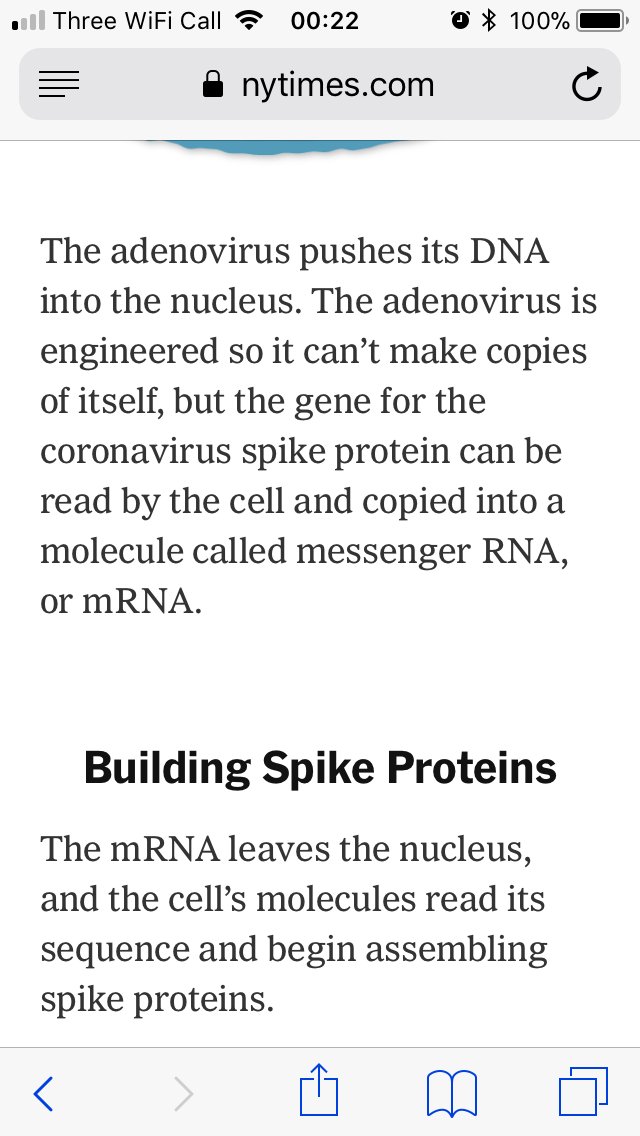 Three WiFi Call 00:22 100%
nytimes.com
The adenovirus pushes its DNA
into the nucleus. The adenovirus is
engineered so it can’t make copies
of itself, but the gene for the
coronavirus spike protein can be
read by the cell and copied into a
molecule called messenger RNA,
or mRNA.
Building Spike Proteins
The mRNA leaves the nucleus,
and the cell’s molecules read its
sequence and begin assembling
spike proteins.